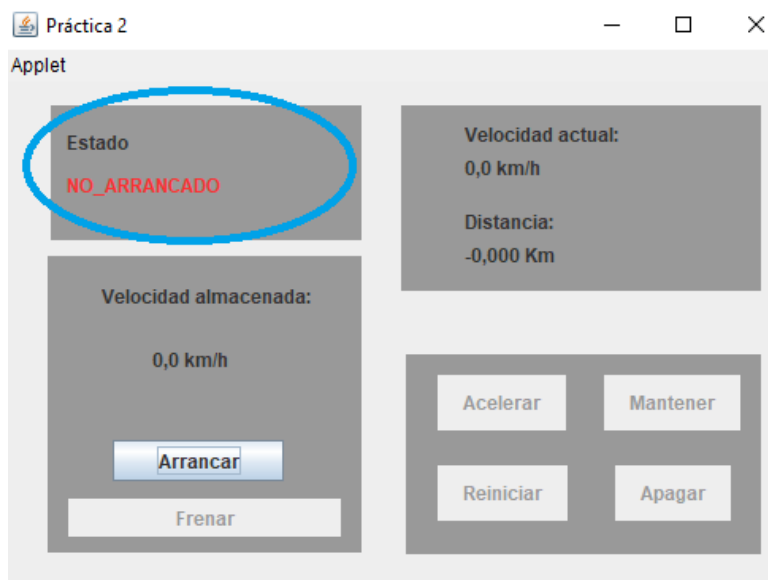 Práctica 2
Applet
Estado
NO_ARRANCADO
Velocidad actual:
0,0 km/h
Distancia:
-0,000 Km
Velocidad almacenada:
0,0 km/h
Arrancar
Frenar
Acelerar
Mantener
Reiniciar
Apagar